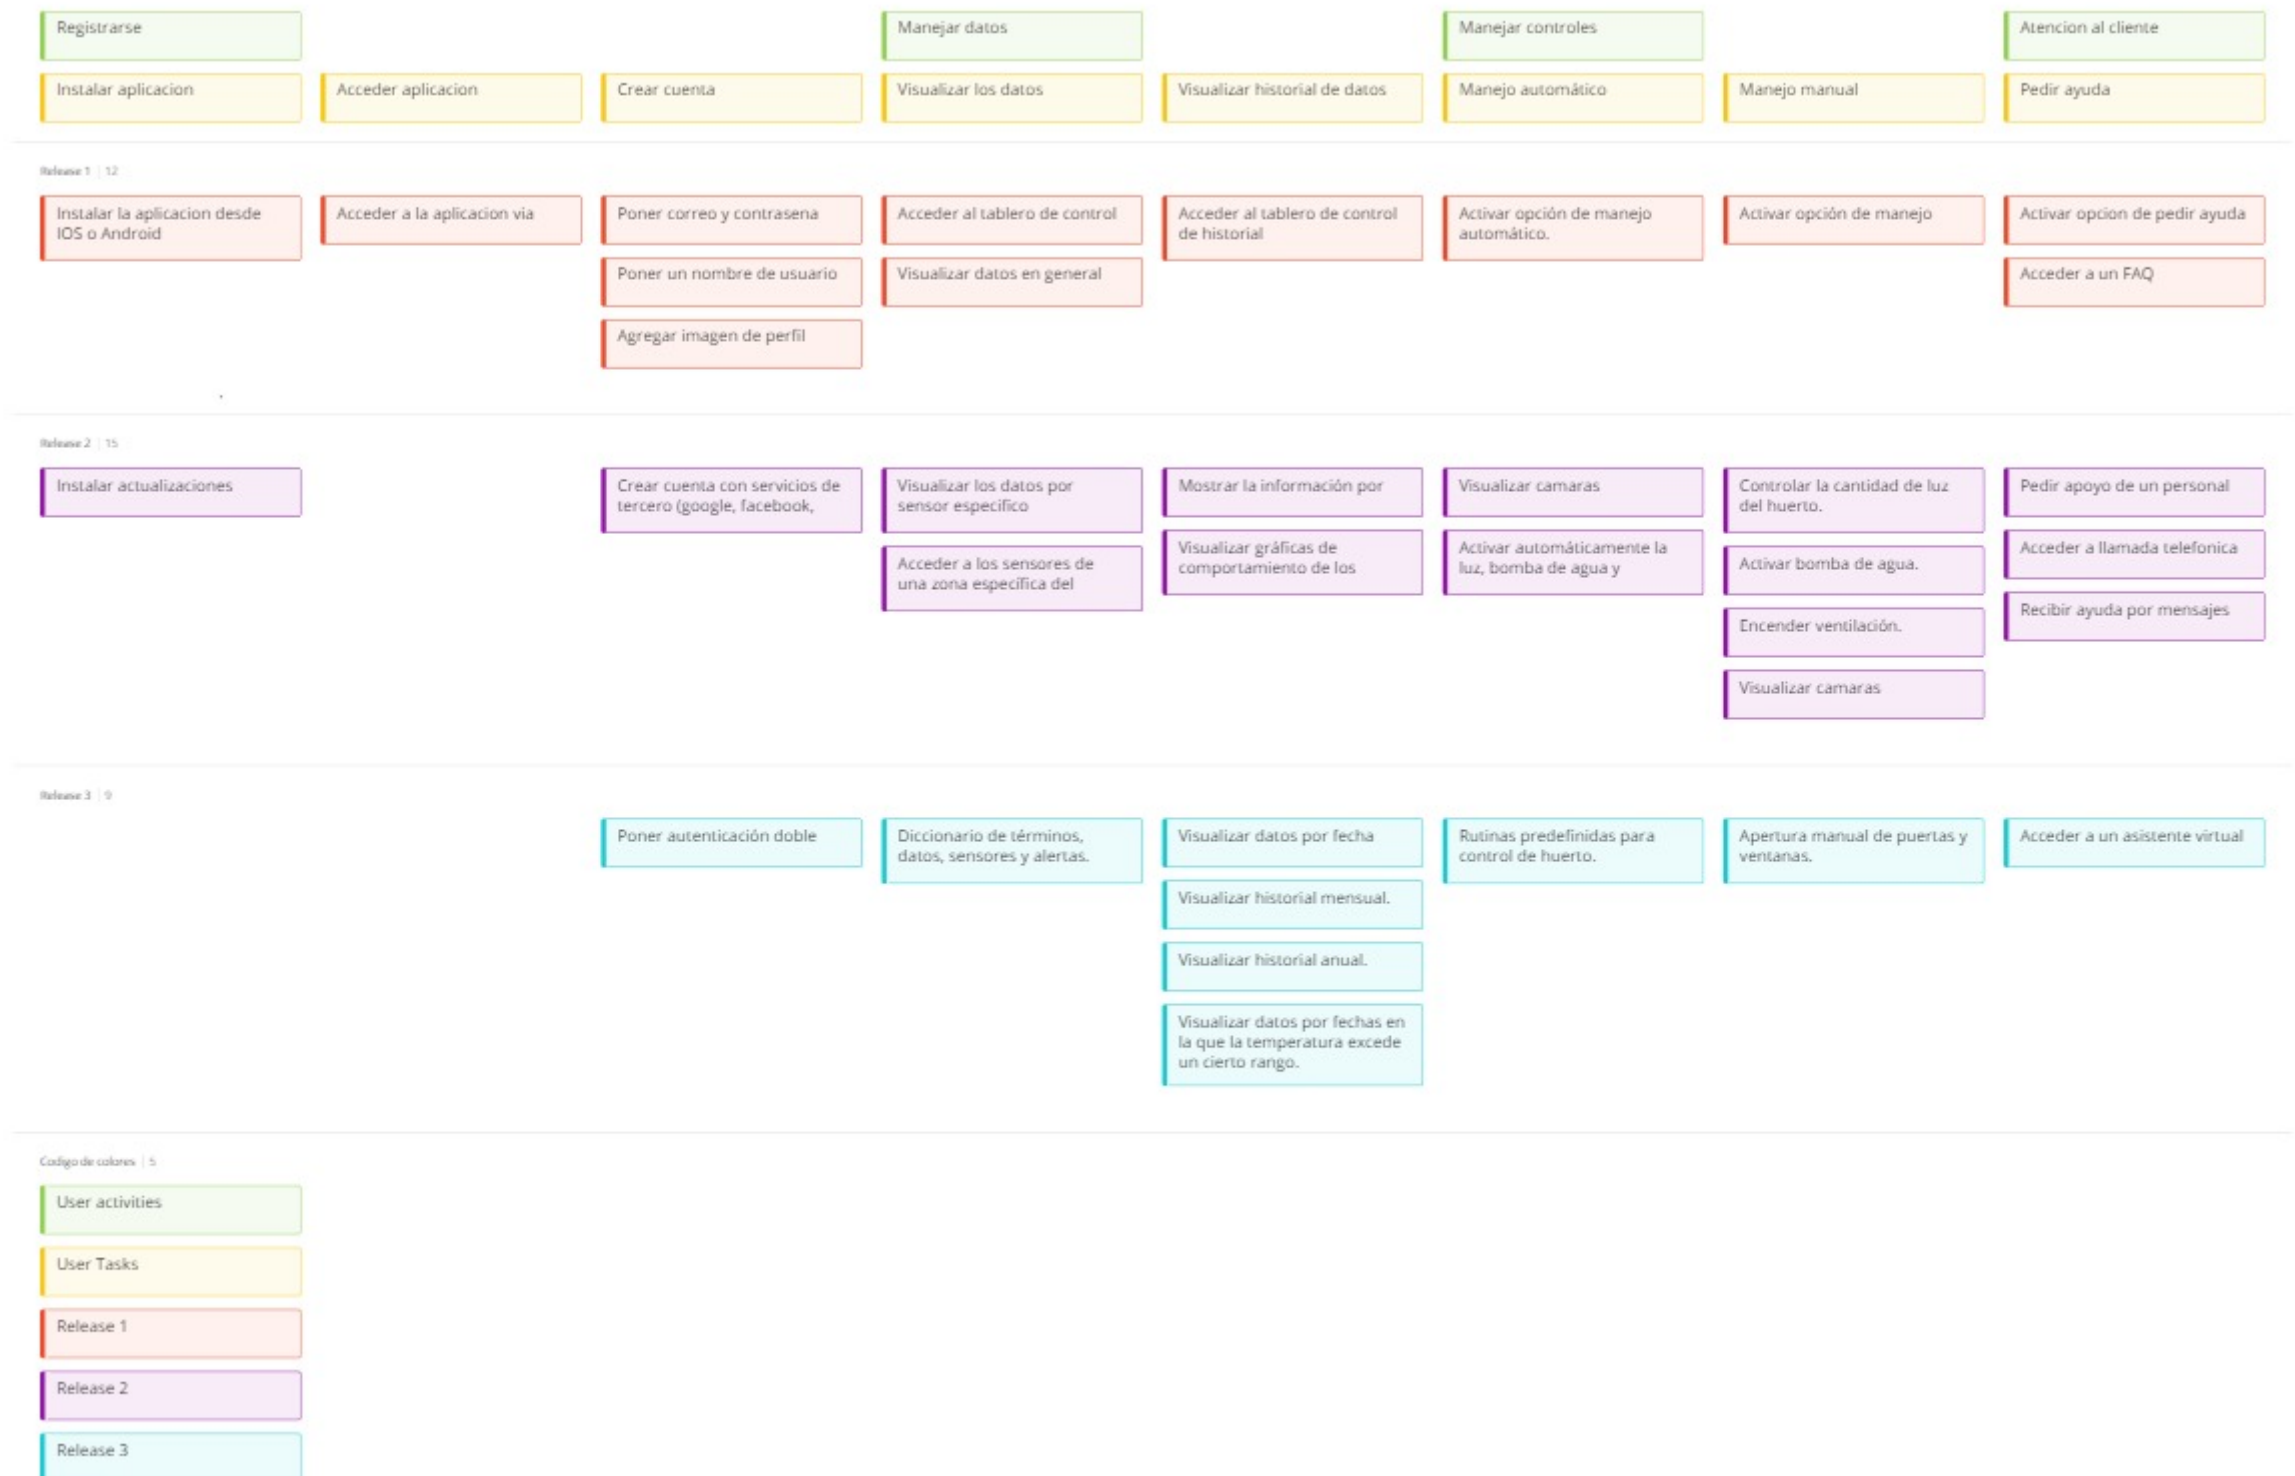 Registrarse
Manejar datos
Manejar controles
Atencion al cliente
Instalar aplicacion
Acceder aplicacion
Crear cuenta
Visualizar los datos
Visualizar historial de datos
Manejo automático
Manejo manual
Pedir ayuda
Release 1 | 12
Instalar la aplicacion desde
IOS o Android
Acceder a la aplicacion via
Poner correo y contrasena
Poner un nombre de usuario
Agregar imagen de perfil
Acceder al tablero de control
Visualizar datos en general
Acceder al tablero de control
de historial
Activar opción de manejo
automático.
Activar opción de manejo
Activar opcion de pedir ayuda
Acceder a un FAQ
Release 2 | 15
Instalar actualizaciones
Crear cuenta con servicios de
tercero (google, facebook,
Visualizar los datos por
sensor especifico
Acceder a los sensores de
una zona específica del
Mostrar la información por
Visualizar gráficas de
comportamiento de los
Visualizar camaras
Activar automáticamente la
luz, bomba de agua y
Controlar la cantidad de luz
del huerto.
Activar bomba de agua.
Encender ventilación.
Visualizar camaras
Pedir apoyo de un personal
Acceder a llamada telefonica
Recibir ayuda por mensajes
Release 3 | 9
Poner autenticación doble
Diccionario de términos,
datos, sensores y alertas.
Visualizar datos por fecha
Visualizar historial mensual.
Visualizar historial anual.
Visualizar datos por fechas en
la que la temperatura excede
un cierto rango.
Rutinas predefinidas para
control de huerto.
Apertura manual de puertas y
ventanas.
Acceder a un asistente virtual
Codigo de colores | 5
User activities
User Tasks
Release 1
Release 2
Release 3